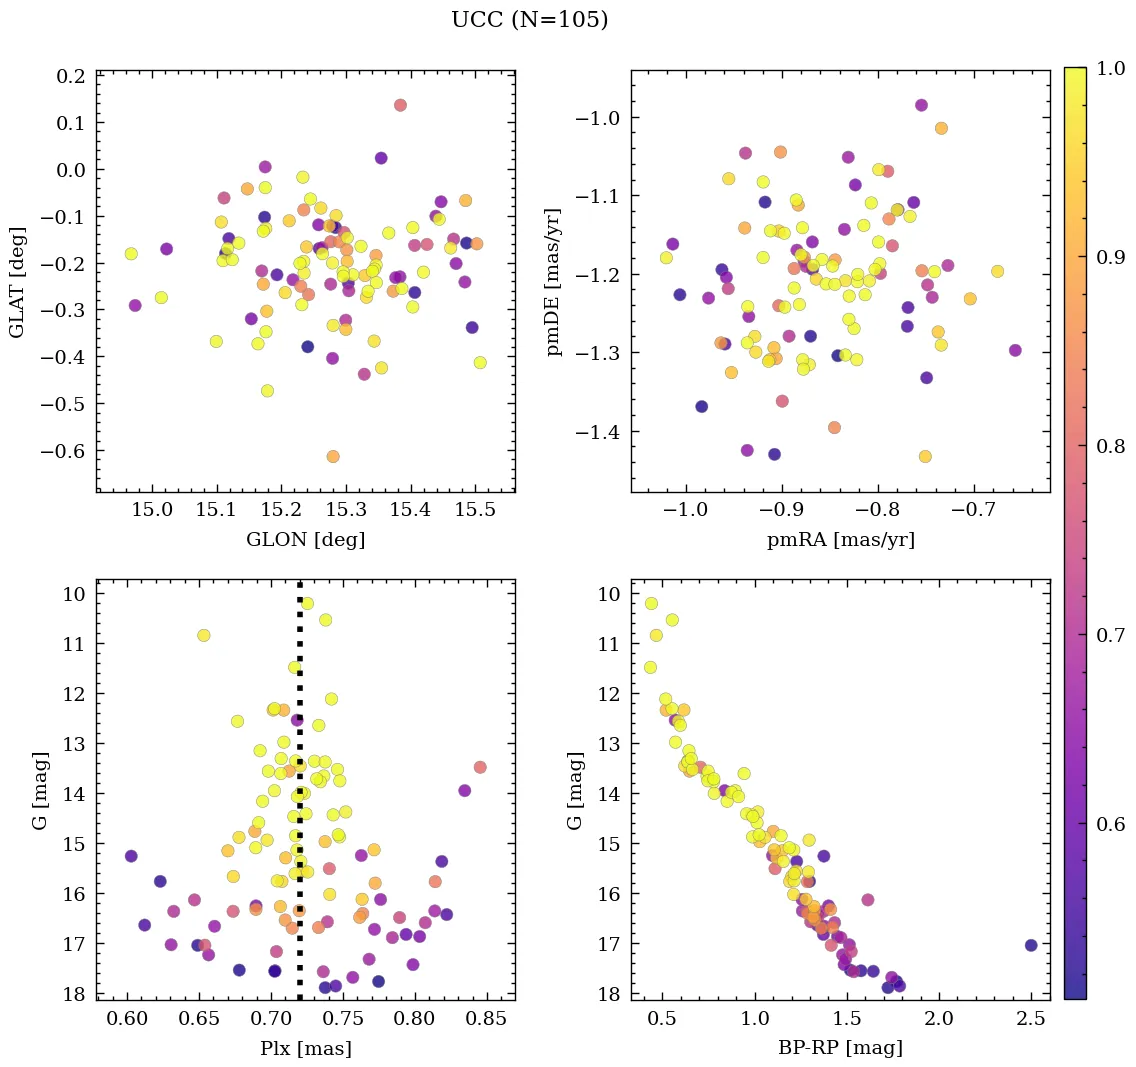 UCC (N=105)
0.2
0.1
0.0
−0.1
−0.2
−0.3
−0.4
−0.5
−0.6
GLAT [deg]
15.0 15.1 15.2 15.3 15.4 15.5
GLON [deg]
−1.0
−1.1
−1.2
−1.3
−1.4
pmDE [mas/yr]
−1.0 −0.9 −0.8 −0.7
pmRA [mas/yr]
10
11
12
13
14
15
16
17
18
G [mag]
0.60 0.65 0.70 0.75 0.80 0.85
Plx [mas]
10
11
12
13
14
15
16
17
18
G [mag]
0.5 1.0 1.5 2.0 2.5
BP-RP [mag]
1.0
0.9
0.8
0.7
0.6